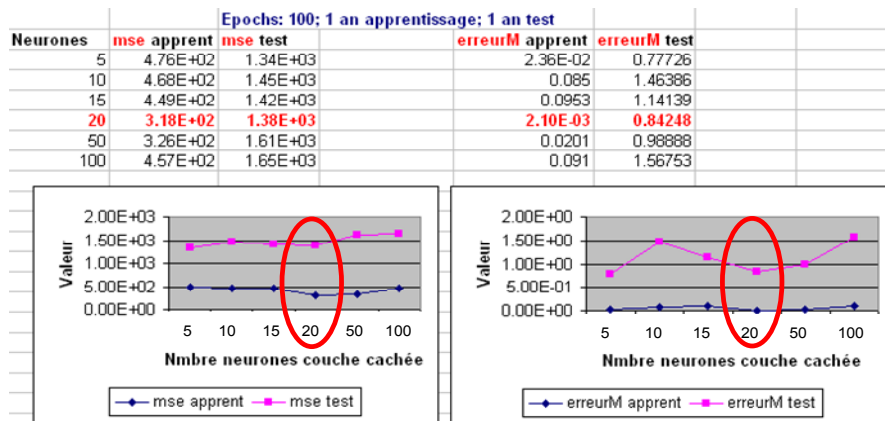 Epochs: 100; 1 an apprentissage; 1 an test
Neurones mse apprent mse test erreurM apprent erreurM test
5 4.76E+02 1.34E+03 2.36E-02 0.77726
10 4.68E+02 1.45E+03 0.085 1.46386
15 4.49E+02 1.42E+03 0.0953 1.14139
20 3.18E+02 1.38E+03 2.10E-03 0.84248
50 3.26E+02 1.61E+03 0.0201 0.98888
100 4.57E+02 1.65E+03 0.091 1.56753
Valeur
2.00E+03
1.50E+03
1.00E+03
5.00E+02
0.00E+00
5 10 15 20 50 100
Nmbre neurones couche cachée
mse apprent mse test
Valeur
2.00E+00
1.50E+00
1.00E+00
5.00E-01
0.00E+00
5 10 15 20 50 100
Nmbre neurones couche cachée
erreurM apprent erreurM test